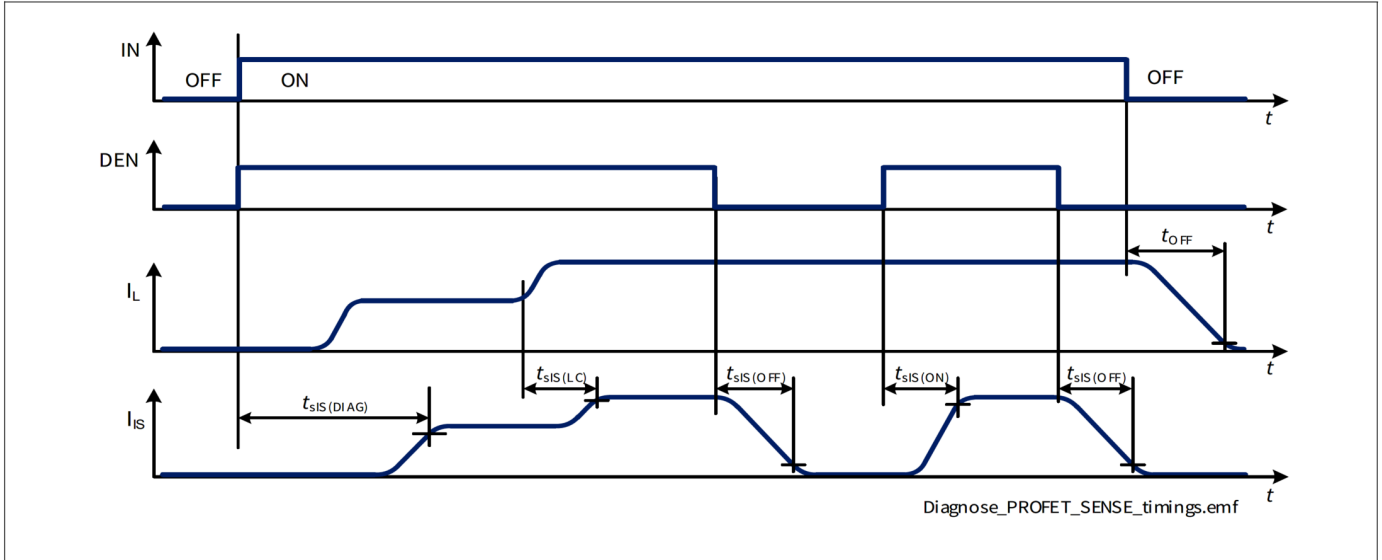 IN
OFF
ON
OFF
t
DEN
t
tOFF
IL
t
tsIS(LC)
tsIS(OFF)
tsIS(ON)
tsIS(OFF)
tsIS(DIAG)
IIS
t
Diagnose_PROFET_SENSE_timings.emf